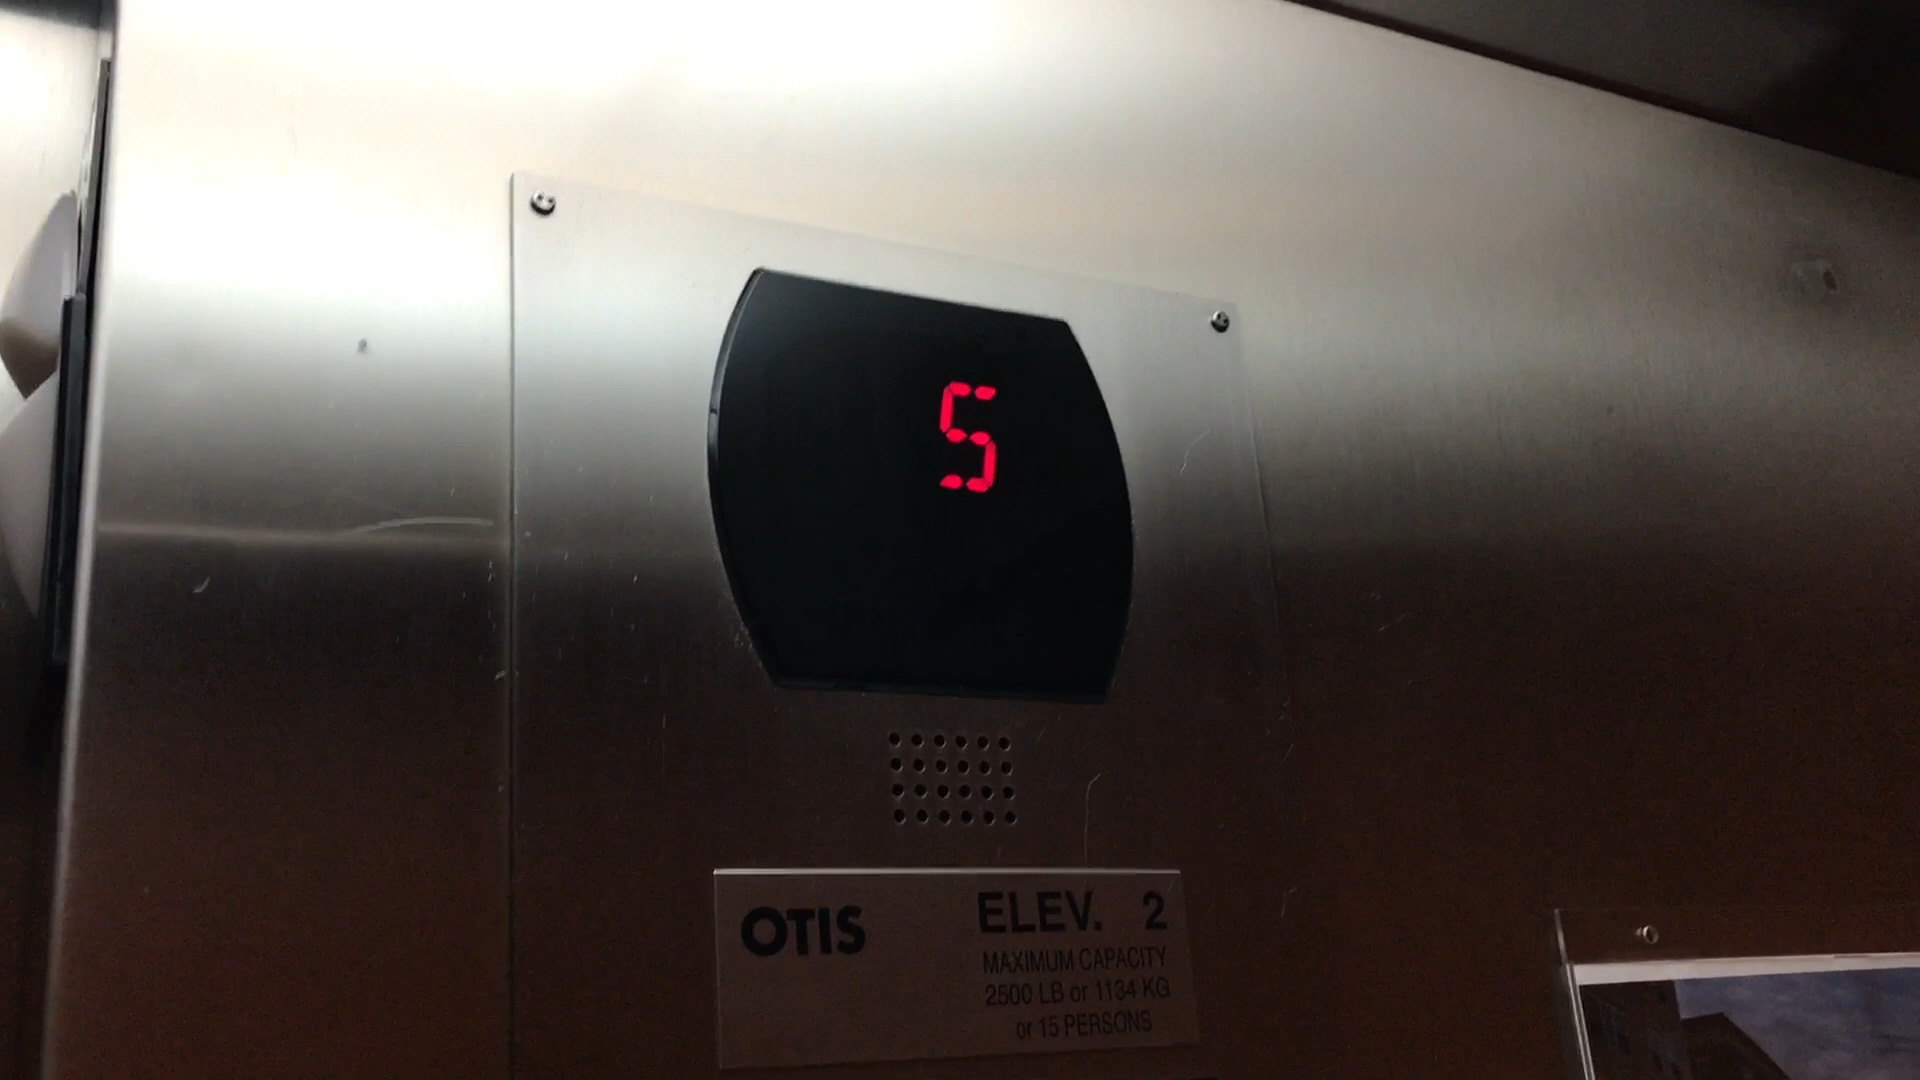 5
OTIS ELEV. 2
MAXIMUM CAPACITY
2500 LB or 1134 KG
or 15 PERSONS